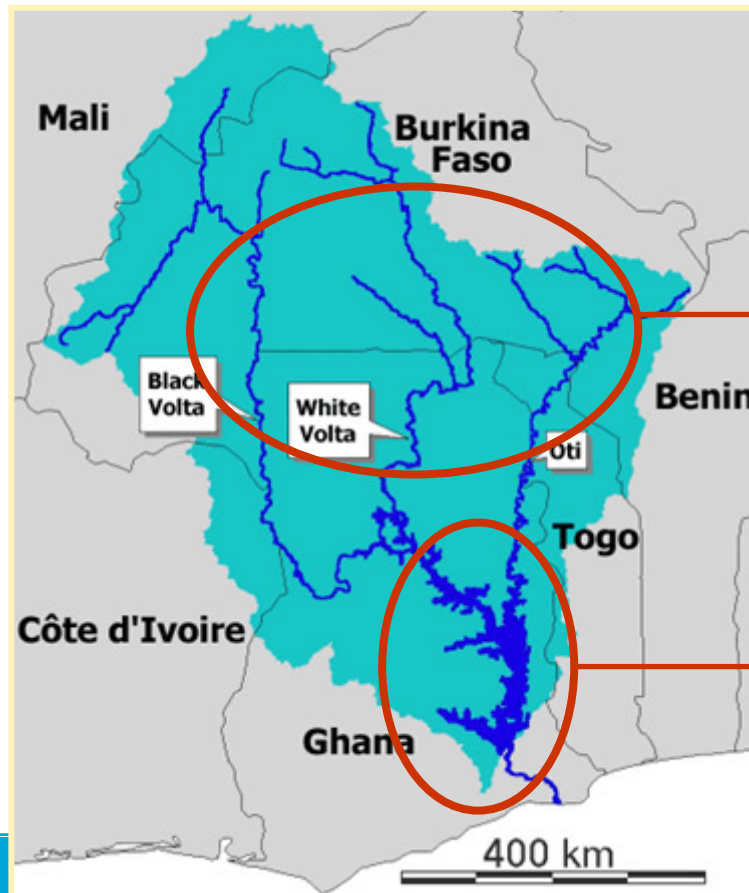 Mali
Burkina
Faso
Black
Volta
White
Volta
Benin
Oti
Togo
Côte d'Ivoire
Ghana
400 km